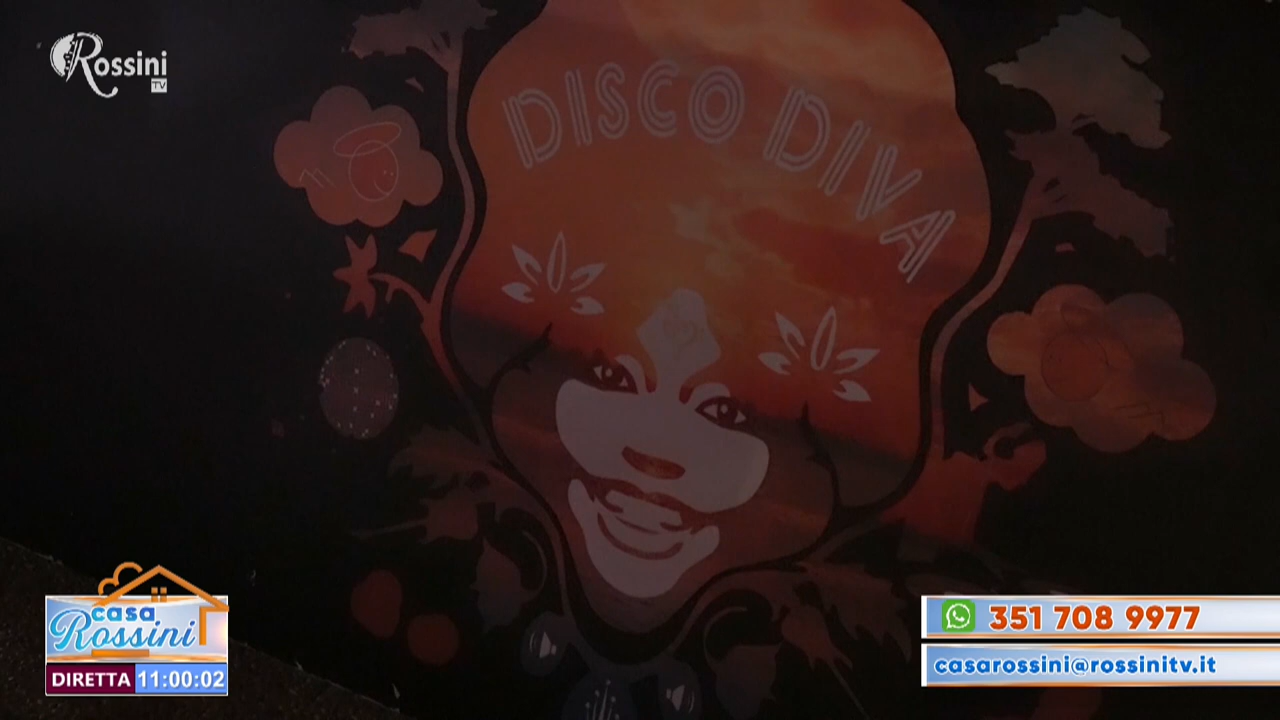 Rossini
TV
DISCO DIVA
casa
Rossini
DIRETTA 11:00:02
351 708 9977
casarossini@rossinitv.it